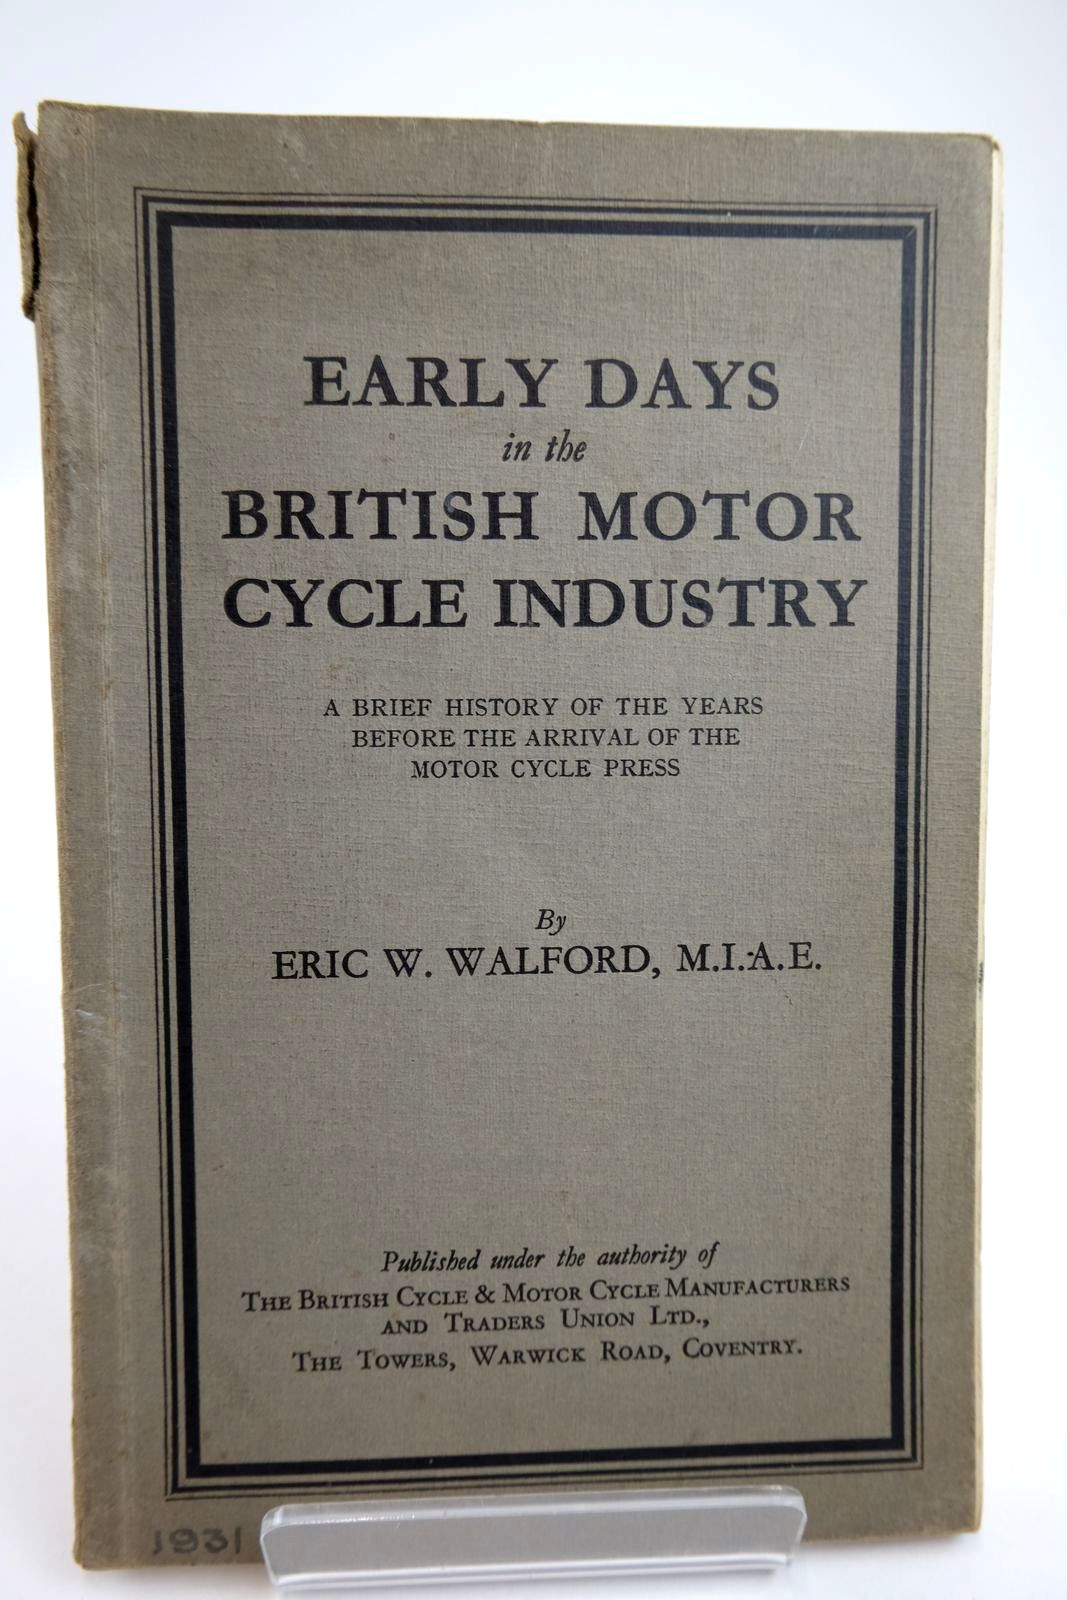 EARLY DAYS
in the
BRITISH MOTOR
CYCLE INDUSTRY
A BRIEF HISTORY OF THE YEARS
BEFORE THE ARRIVAL OF THE
MOTOR CYCLE PRESS
By
ERIC W. WALFORD, M.I.A.E.
Published under the authority of
THE BRITISH CYCLE & MOTOR CYCLE MANUFACTURERS
AND TRADERS UNION LTD.,
THE TOWERS, WARWICK ROAD, COVENTRY.
1931